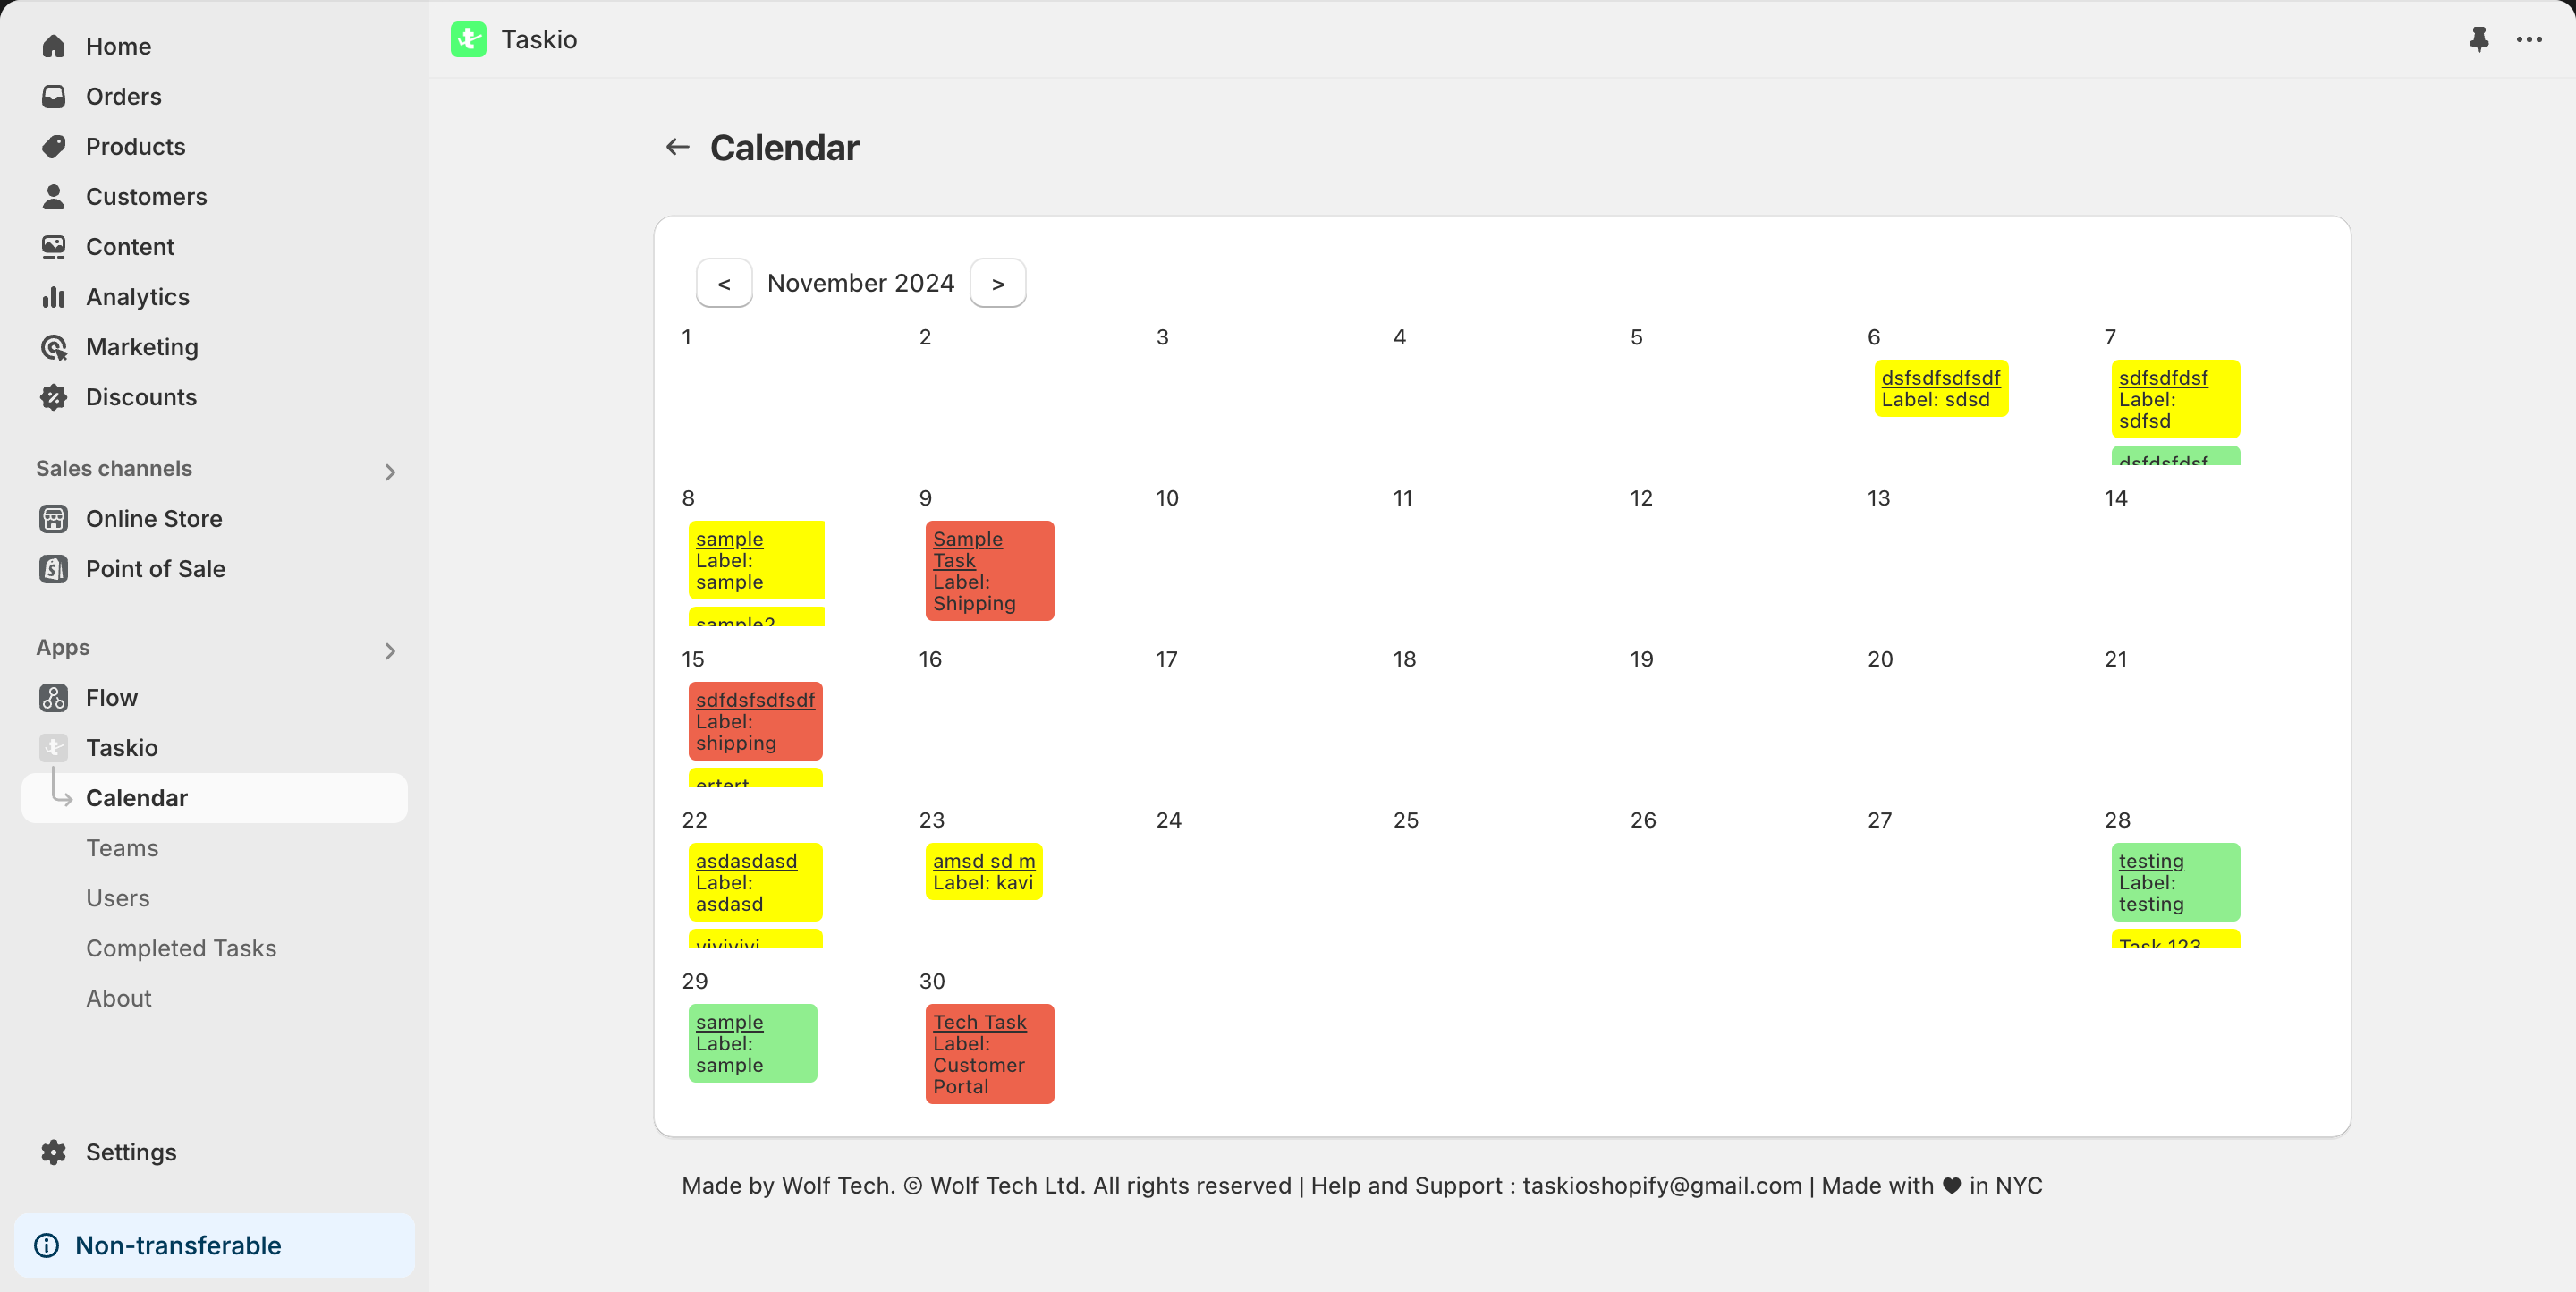 Home
Orders
Products
Customers
Content
Analytics
Marketing
Discounts
Sales channels
Online Store
Point of Sale
Apps
Flow
Taskio
Calendar
Teams
Users
Completed Tasks
About
Settings
Non-transferable
Taskio
Calendar
< November 2024 >
1 2 3 4 5 6 7
dsfsdfsdfsdf
Label: sdsd
sdfsdfdsf
Label:
sdfsd
dsfdsfdsf
8 9 10 11 12 13 14
sample
Label:
sample
sample2
Sample
Task
Label:
Shipping
15 16 17 18 19 20 21
sdfdsfsdfsdf
Label:
shipping
ertert
22 23 24 25 26 27 28
asdasdasd
Label:
asdasd
vivivivi
amsd sd m
Label: kavi
testing
Label:
testing
Task 123
29 30
sample
Label:
sample
Tech Task
Label:
Customer
Portal
Made by Wolf Tech. © Wolf Tech Ltd. All rights reserved | Help and Support : taskioshopify@gmail.com | Made with ♥ in NYC